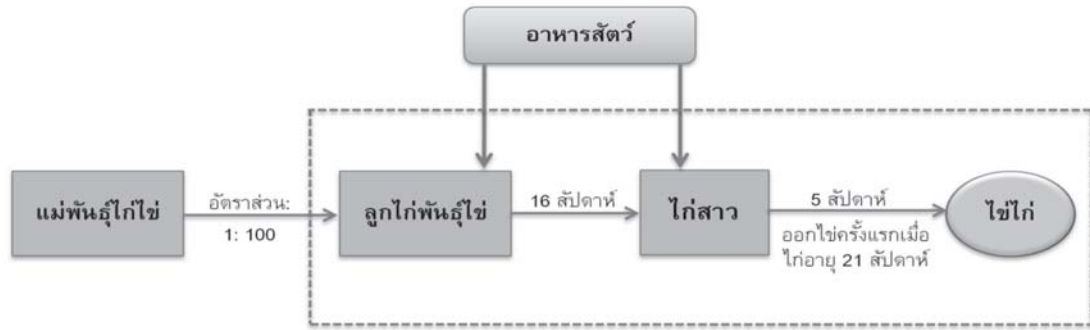 อาหารสัตว์
แม่พันธุ์ไก่ไข่
อัตราส่วน:
1: 100
ลูกไก่พันธุ์ไข่
16 สัปดาห์
ไก่สาว
5 สัปดาห์
ออกไข่ครั้งแรกเมื่อ
ไก่อายุ 21 สัปดาห์
ไข่ไก่